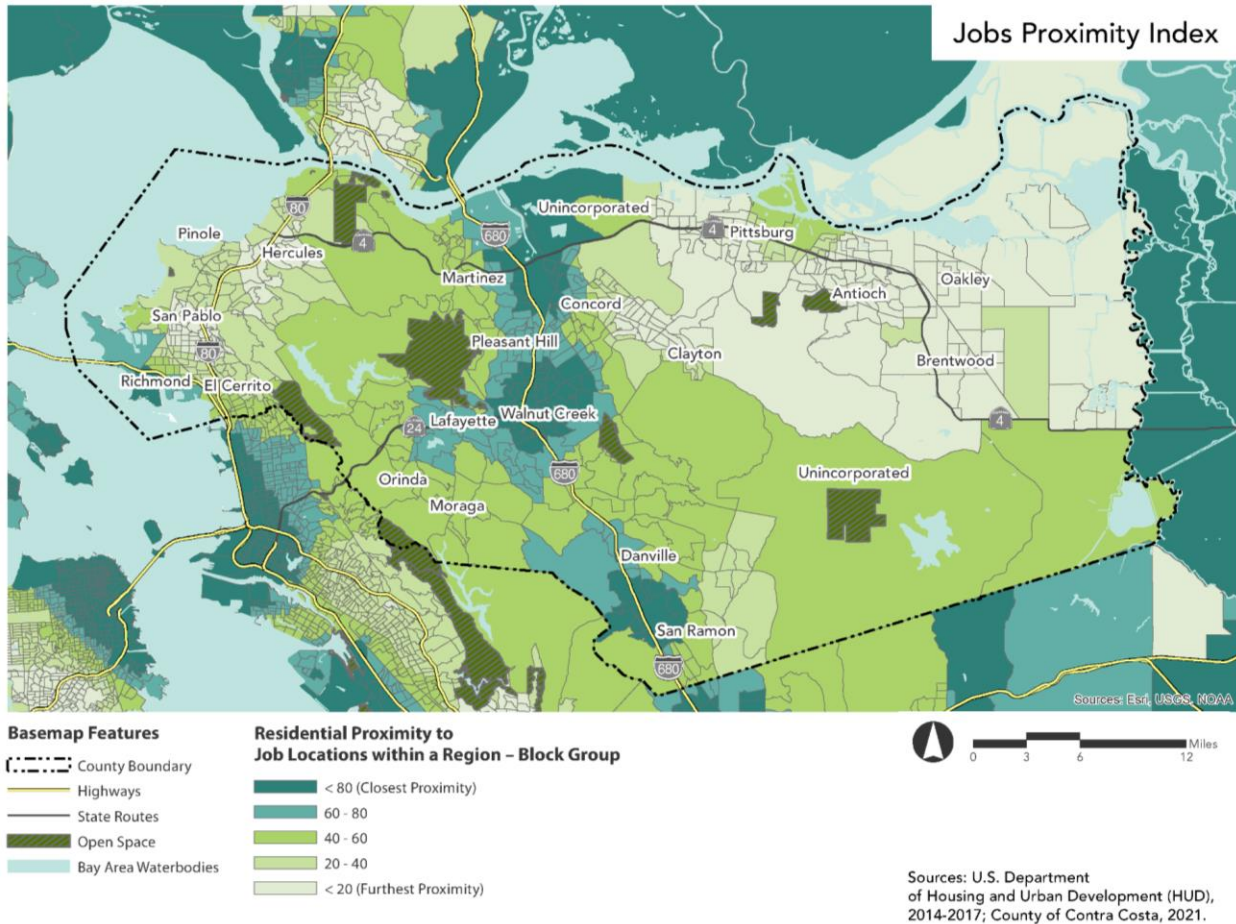 Jobs Proximity Index
80
680
Unincorporated
4
Pittsburg
Pinole
4
Hercules
Martinez
Oakley
Antioch
Concord
San Pablo
80
Pleasant Hill
Clayton
Brentwood
Richmond
El Cerrito
Walnut Creek
Lafayette
24
4
680
Orinda
Unincorporated
Moraga
Danville
San Ramon
680
Sources: Esri, USGS, NOAA
Basemap Features
County Boundary
Highways
State Routes
Open Space
Bay Area Waterbodies
Residential Proximity to
Job Locations within a Region – Block Group
< 80 (Closest Proximity)
60 - 80
40 - 60
20 - 40
< 20 (Furthest Proximity)
Miles
0 3 6 12
Sources: U.S. Department
of Housing and Urban Development (HUD),
2014-2017; County of Contra Costa, 2021.